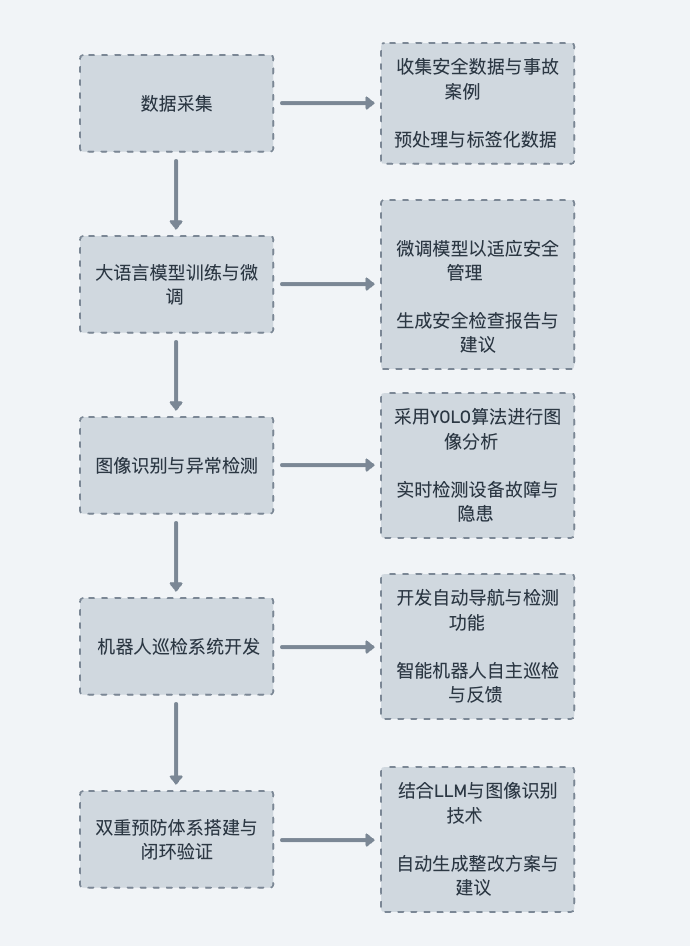 数据采集
收集安全数据与事故
案例
预处理与标签化数据
大语言模型训练与微
调
微调模型以适应安全
管理
生成安全检查报告与
建议
图像识别与异常检测
采用YOLO算法进行图
像分析
实时检测设备故障与
隐患
机器人巡检系统开发
开发自动导航与检测
功能
智能机器人自主巡检
与反馈
双重预防体系搭建与
闭环验证
结合LLM与图像识别
技术
自动生成整改方案与
建议